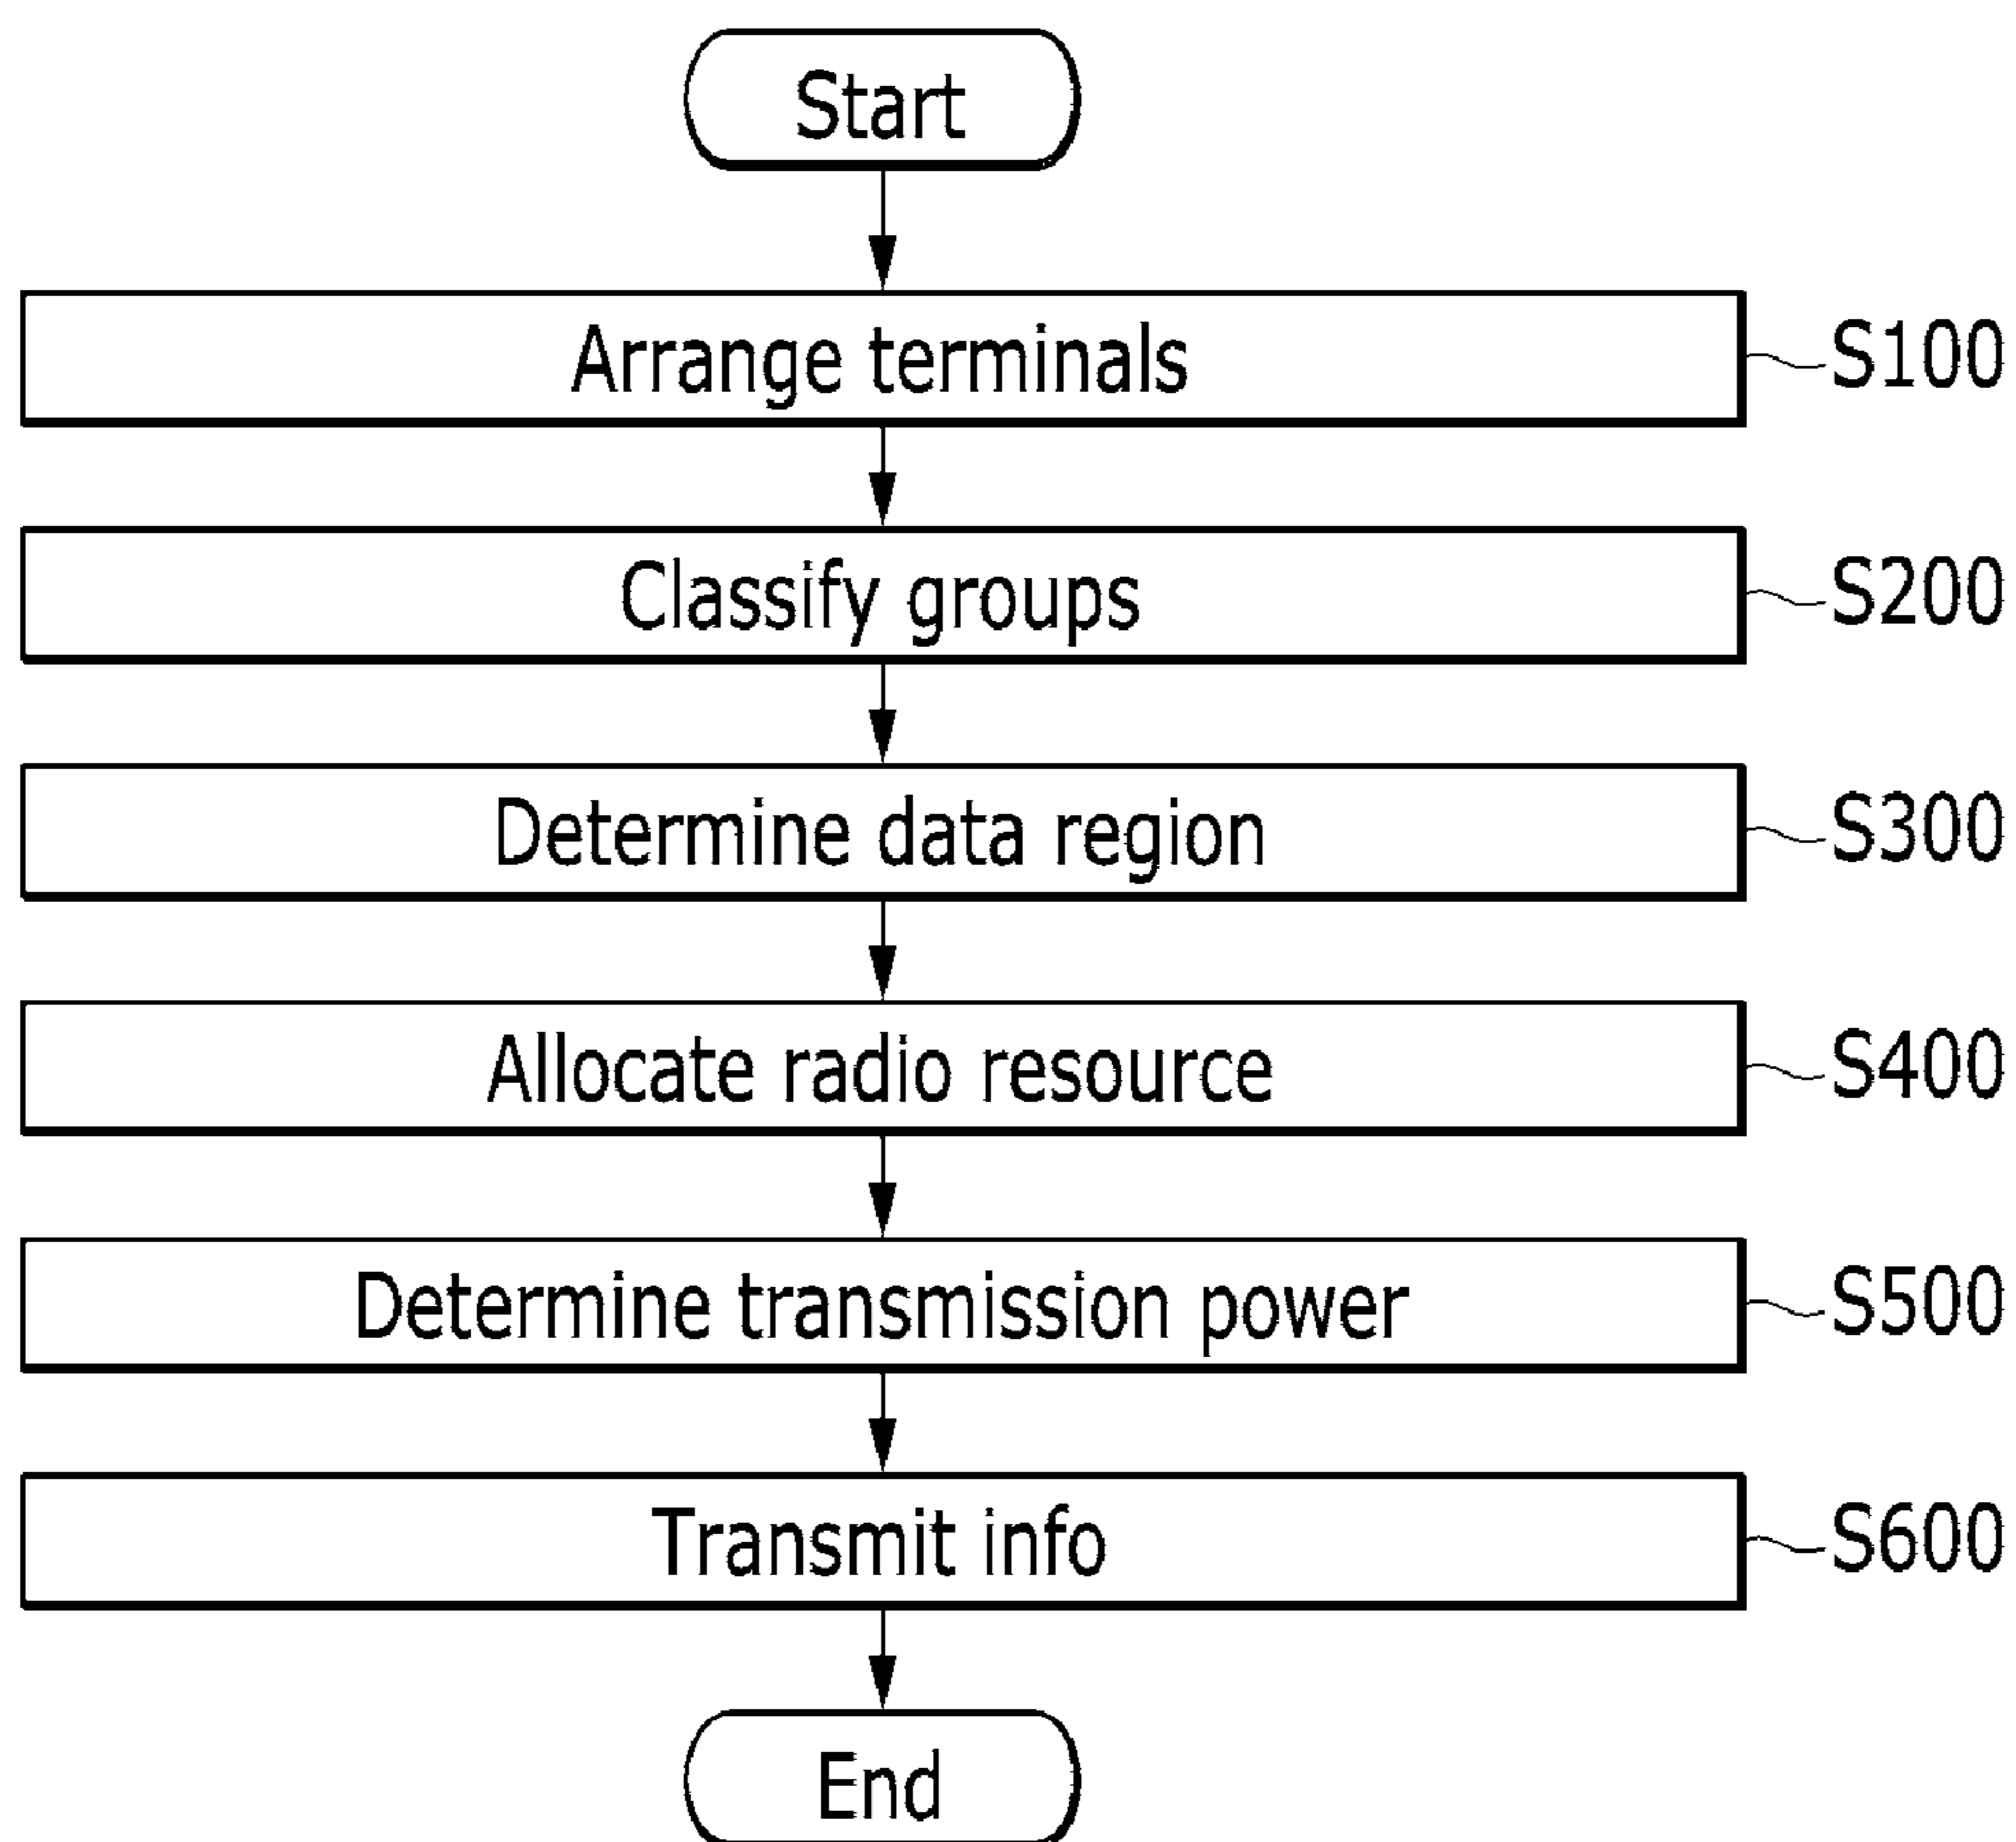 Start
Arrange terminals S100
Classify groups S200
Determine data region S300
Allocate radio resource S400
Determine transmission power S500
Transmit info S600
End